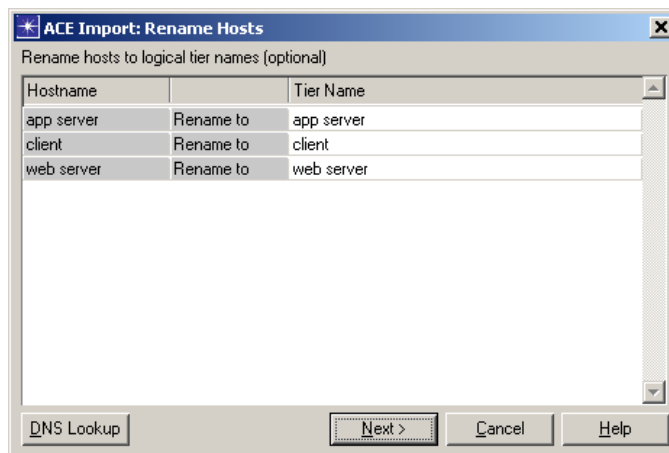 ACE Import: Rename Hosts
Rename hosts to logical tier names (optional)
Hostname Tier Name
app server Rename to app server
client Rename to client
web server Rename to web server
DNS Lookup Next > Cancel Help